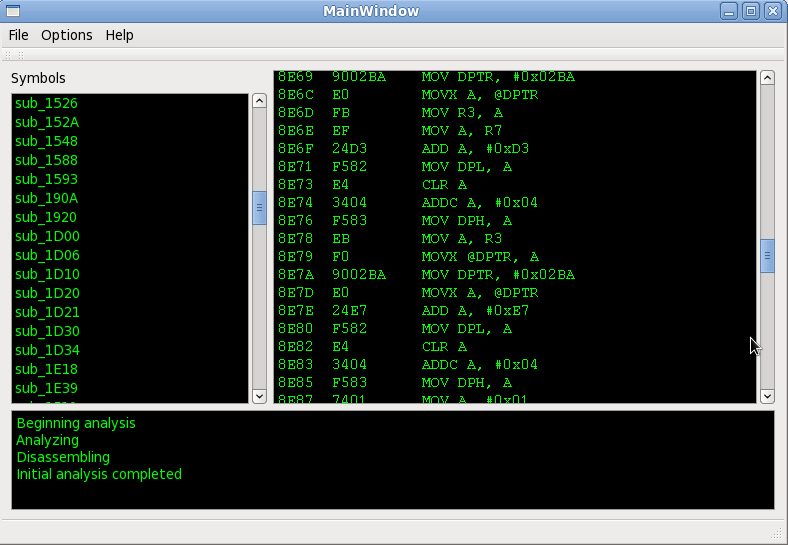 MainWindow
File Options Help
Symbols
sub_1526
sub_152A
sub_1548
sub_1588
sub_1593
sub_190A
sub_1920
sub_1D00
sub_1D06
sub_1D10
sub_1D20
sub_1D21
sub_1D30
sub_1D34
sub_1E18
sub_1E39
8E69 9002BA MOV DPTR, #0x02BA
8E6C E0 MOVX A, @DPTR
8E6D FB MOV R3, A
8E6E EF MOV A, R7
8E6F 24D3 ADD A, #0xD3
8E71 F582 MOV DPL, A
8E73 E4 CLR A
8E74 3404 ADDC A, #0x04
8E76 F583 MOV DPH, A
8E78 EB MOV A, R3
8E79 F0 MOVX @DPTR, A
8E7A 9002BA MOV DPTR, #0x02BA
8E7D E0 MOVX A, @DPTR
8E7E 24E7 ADD A, #0xE7
8E80 F582 MOV DPL, A
8E82 E4 CLR A
8E83 3404 ADDC A, #0x04
8E85 F583 MOV DPH, A
8E87 7401 MOV A, #0x01
Beginning analysis
Analyzing
Disassembling
Initial analysis completed